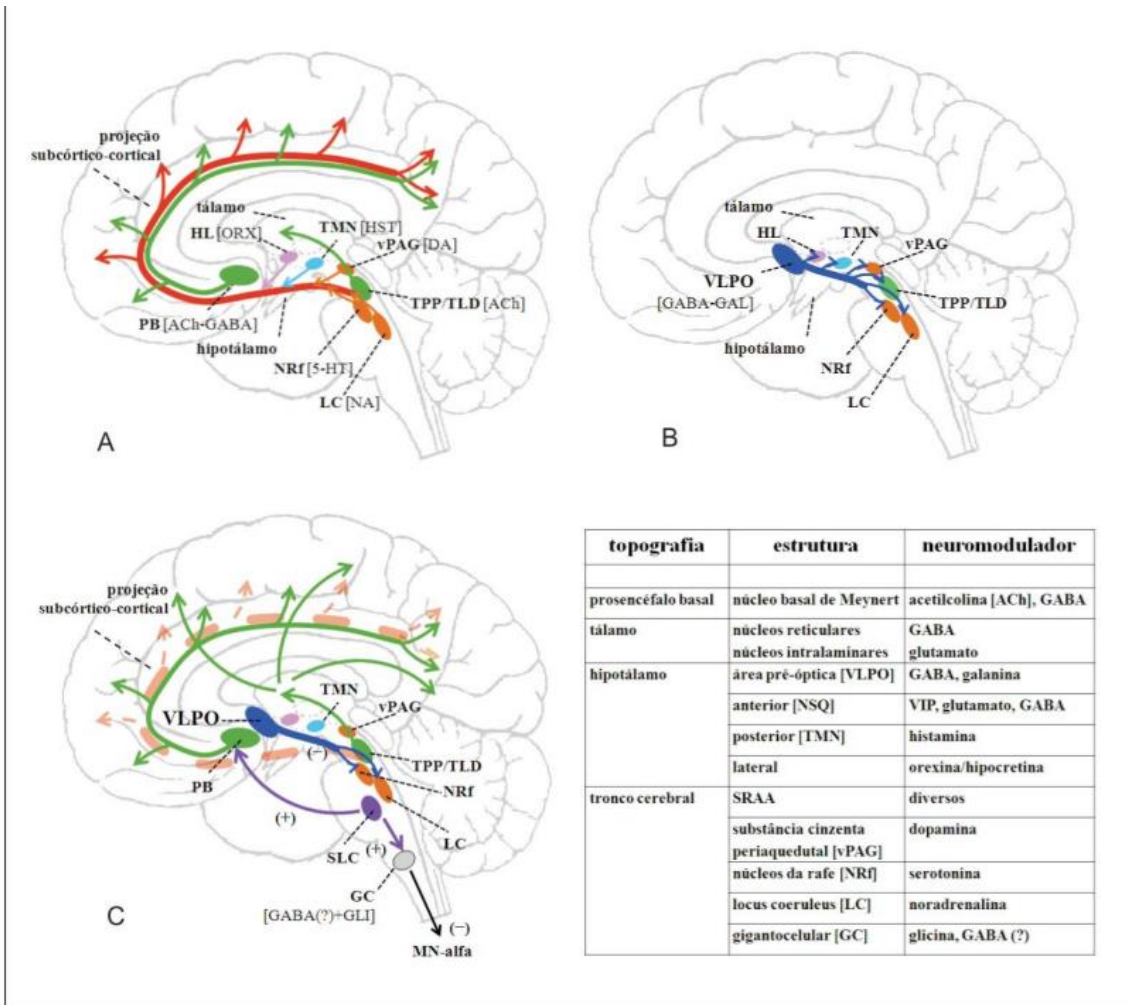 projeção
subcórtico-cortical
tálamo
HL [ORX]
TMN [HST]
vPAG [DA]
TPP/TLD [ACh]
PB [ACh-GABA]
hipotálamo
NRf [5-HT]
LC [NA]
A
tálamo
HL
TMN
vPAG
VLPO
[GABA-GAL]
TPP/TLD
hipotálamo
NRf
LC
B
projeção
subcórtico-cortical
TMN
VLPO
vPAG
(−)
TPP/TLD
PB
NRf
(+)
LC
SLC
(+)
GC
[GABA(?)+GLI]
(−)
MN-alfa
C
topografia estrutura neuromodulador
prosencéfalo basal núcleo basal de Meynert acetilcolina [ACh], GABA
tálamo núcleos reticulares GABA
núcleos intralaminares glutamato
hipotálamo área pré-óptica [VLPO] GABA, galanina
anterior [NSQ] VIP, glutamato, GABA
posterior [TMN] histamina
lateral orexina/hipocretina
tronco cerebral SRAA diversos
substância cinzenta dopamina
periaquedutal [vPAG]
núcleos da rafe [NRf] serotonina
locus coeruleus [LC] noradrenalina
gigantocelular [GC] glicina, GABA (?)